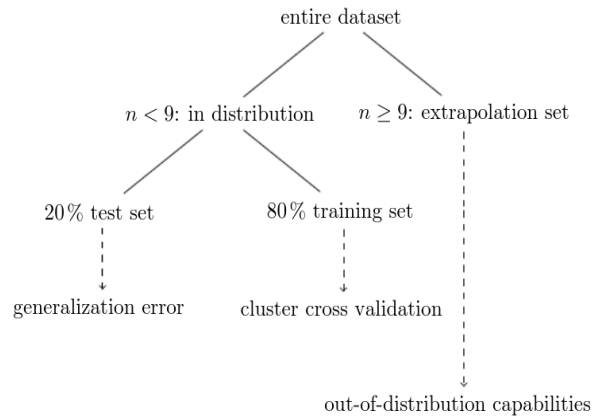 entire dataset
n < 9: in distribution
n ≥ 9: extrapolation set
20 % test set
80 % training set
generalization error
cluster cross validation
out-of-distribution capabilities